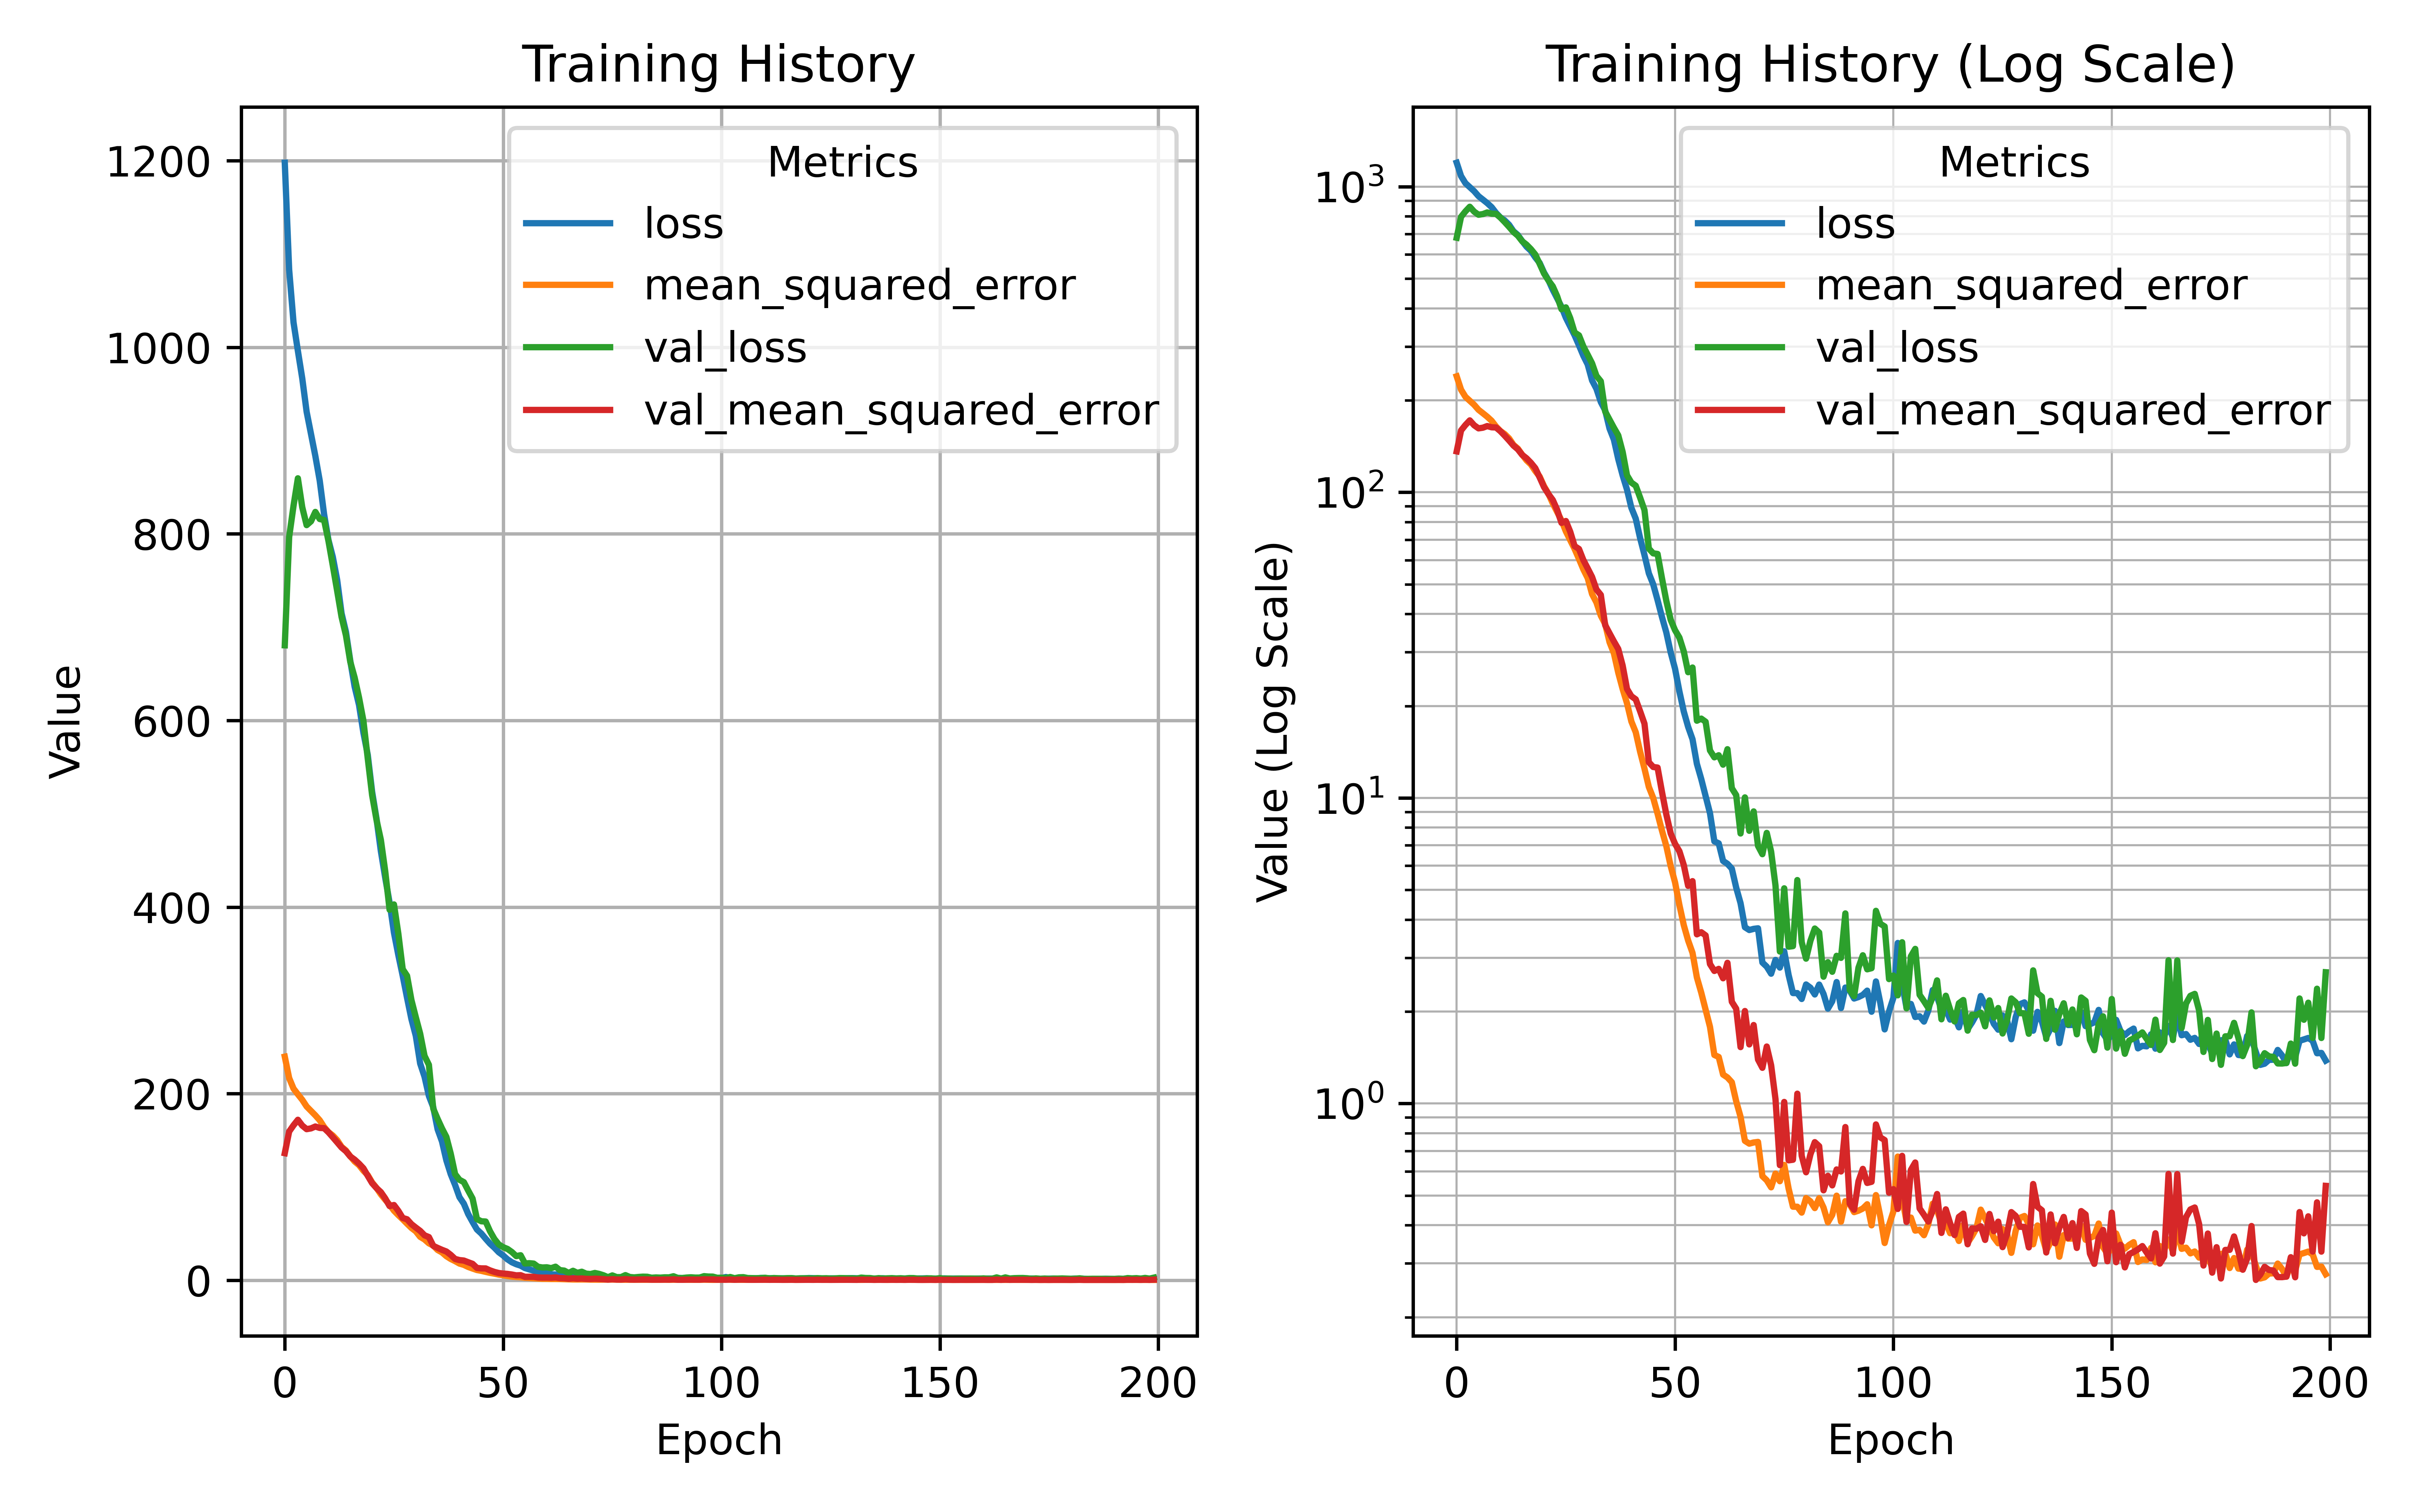 Training History
1200
1000
800
600
400
200
0
Value
0 50 100 150 200
Epoch
Metrics
loss
mean_squared_error
val_loss
val_mean_squared_error
Training History (Log Scale)
10³
10²
10¹
10⁰
Value (Log Scale)
0 50 100 150 200
Epoch
Metrics
loss
mean_squared_error
val_loss
val_mean_squared_error